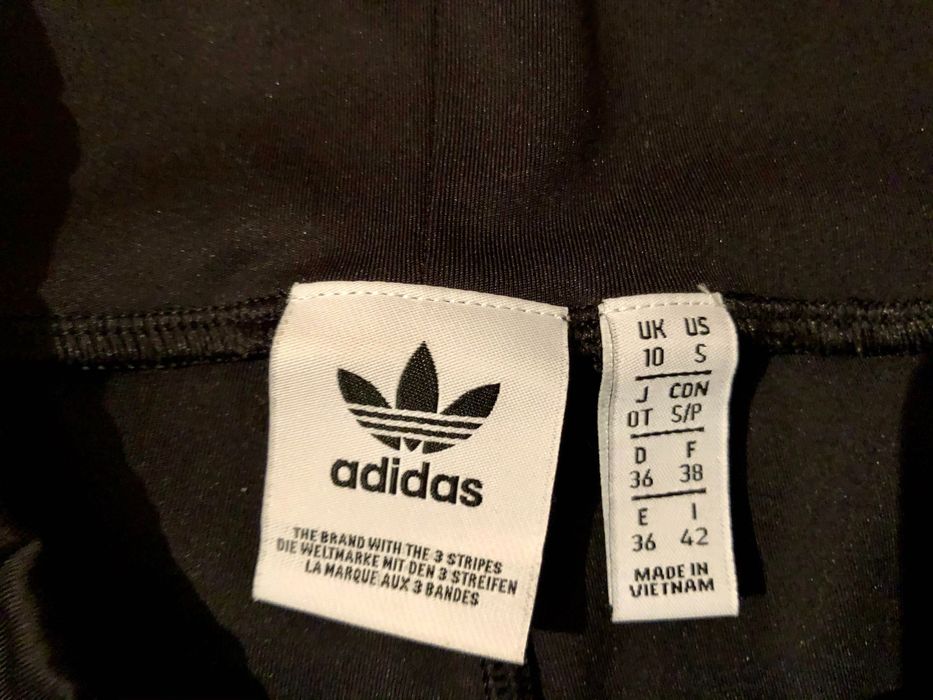 adidas
THE BRAND WITH THE 3 STRIPES
DIE WELTMARKE MIT DEN 3 STREIFEN
LA MARQUE AUX 3 BANDES
UK US
10 S
J CDN
OT S/P
D F
36 38
E I
36 42
MADE IN
VIETNAM